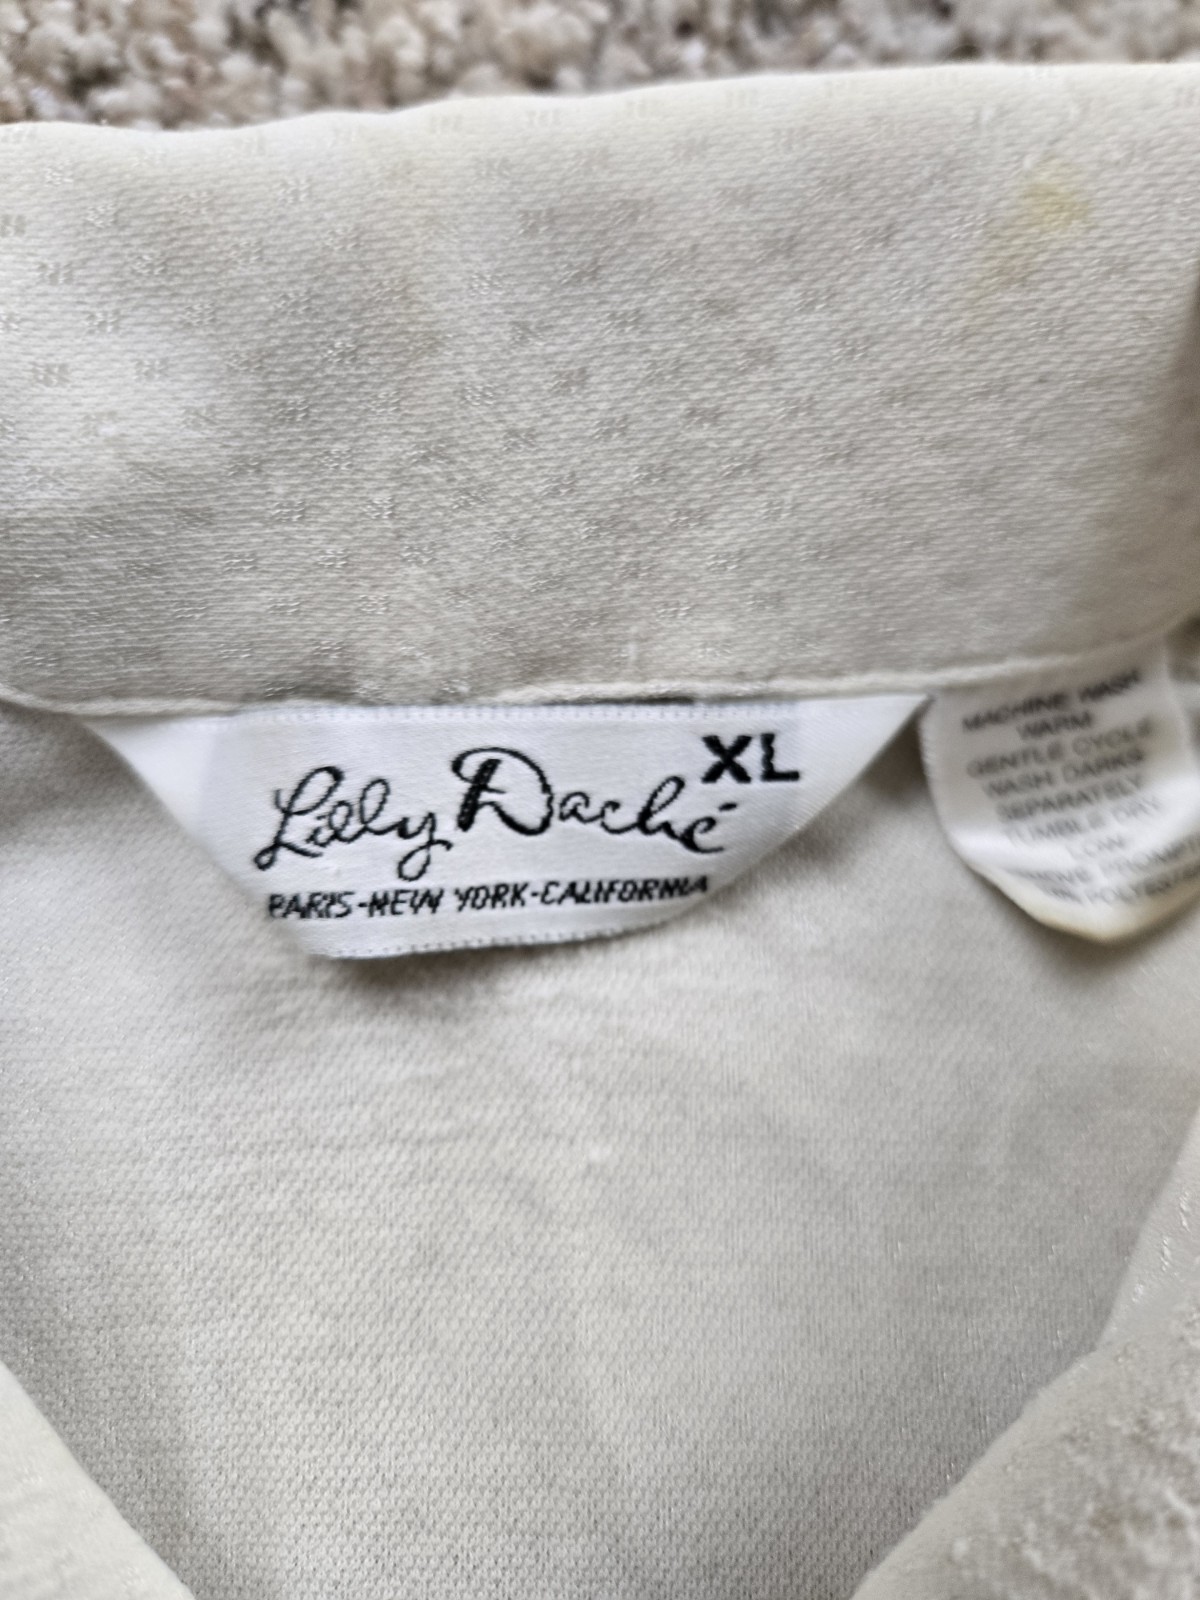 XL
Lilly Daché
PARIS-NEW YORK-CALIFORNIA
MACHINE WASH
WARM
GENTLE CYCLE
WASH DARKS
SEPARATELY
TUMBLE DRY
LOW